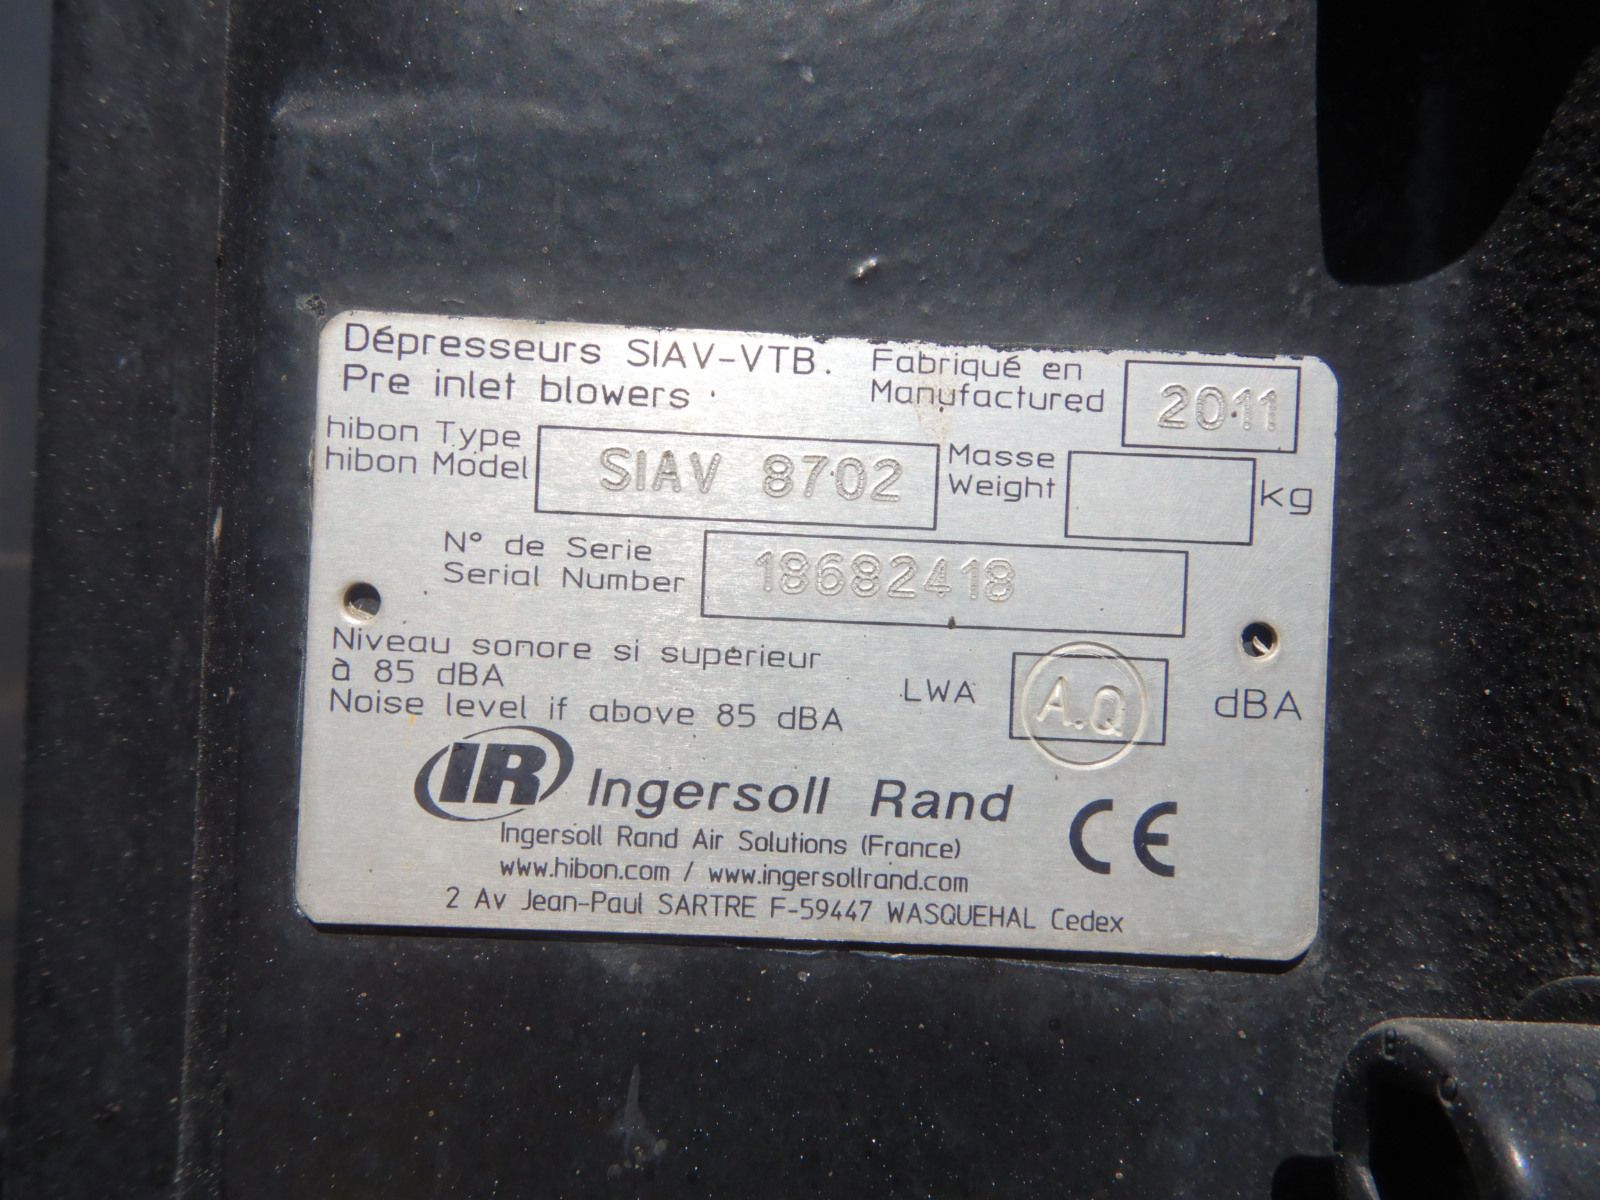 Dépresseurs SIAV-VTB.
Pre inlet blowers
Fabriqué en
Manufactured
2011
hibon Type
hibon Model
SIAV 8702
Masse
Weight
kg
N° de Serie
Serial Number
18682418
Niveau sonore si supérieur
à 85 dBA
Noise level if above 85 dBA
LWA
A.Q
dBA
IR Ingersoll Rand
CE
Ingersoll Rand Air Solutions (France)
www.hibon.com / www.ingersollrand.com
2 Av Jean-Paul SARTRE F-59447 WASQUEHAL Cedex